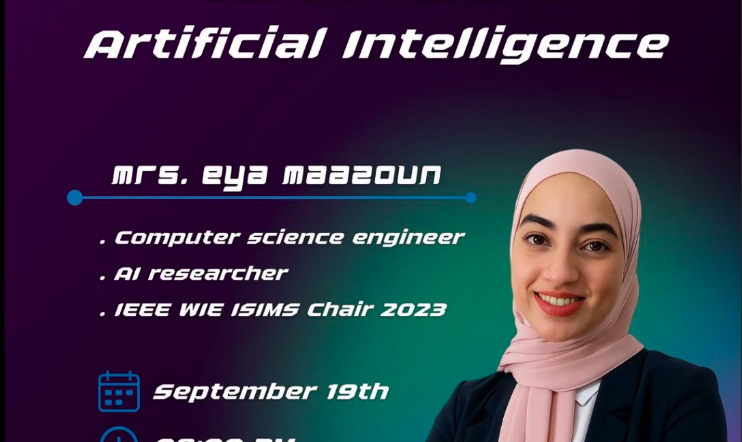 Artificial Intelligence
mrs. eya maazoun
. Computer science engineer
. AI researcher
. IEEE WIE ISIMS Chair 2023
September 19th